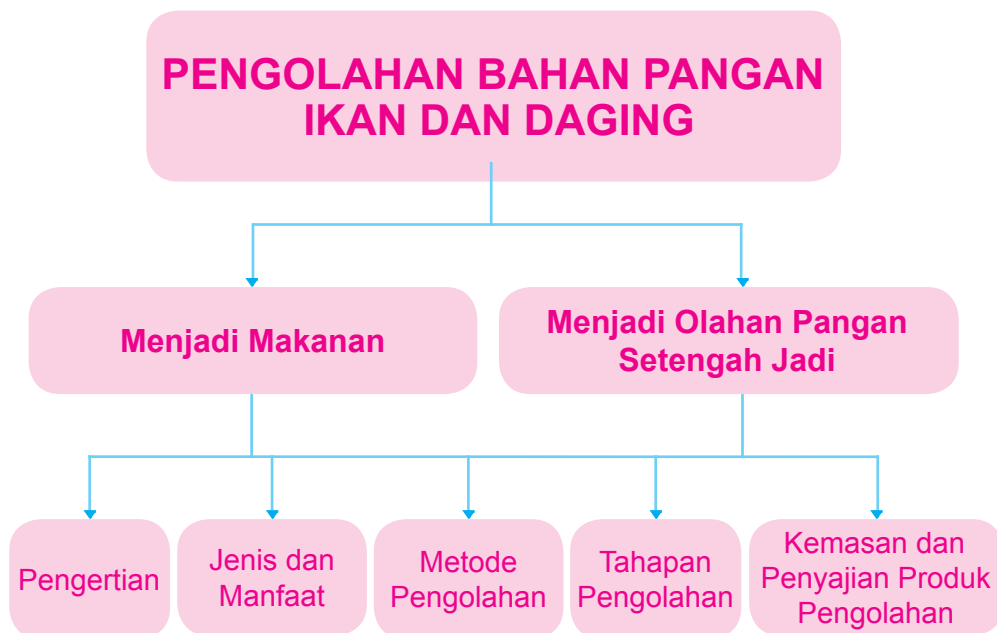 PENGOLAHAN BAHAN PANGAN
IKAN DAN DAGING
Menjadi Makanan
Menjadi Olahan Pangan
Setengah Jadi
Pengertian
Jenis dan
Manfaat
Metode
Pengolahan
Tahapan
Pengolahan
Kemasan dan
Penyajian Produk
Pengolahan